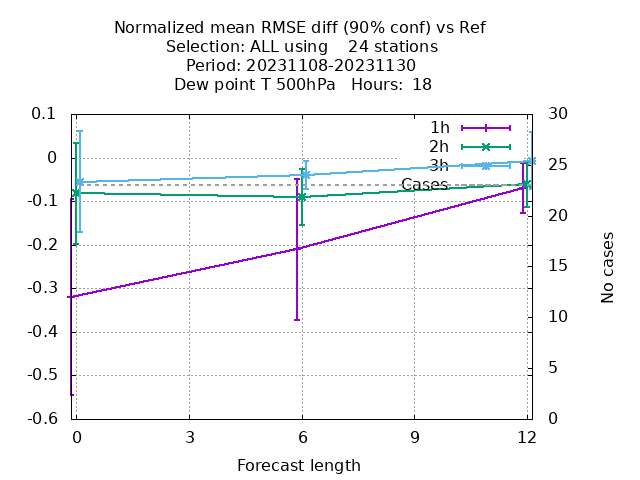 Normalized mean RMSE diff (90% conf) vs Ref
Selection: ALL using    24 stations
Period: 20231108-20231130
Dew point T 500hPa   Hours:  18
0.1
0
-0.1
-0.2
-0.3
-0.4
-0.5
-0.6
30
25
20
15
10
5
0
No cases
1h
2h
3h
Cases
0 3 6 9 12
Forecast length